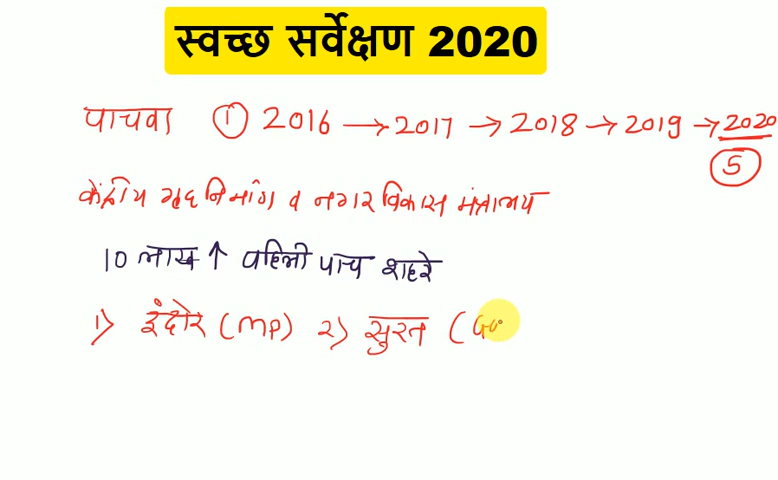 स्वच्छ सर्वेक्षण 2020
पाचवा ① 2016 → 2017 → 2018 → 2019 → 2020
⑤
केंद्रीय गृहनिर्माण व नगर विकास मंत्रालय
10 लाख ↑ पहिली पाच शहरे
1) इंदोर (MP) 2) सुरत (